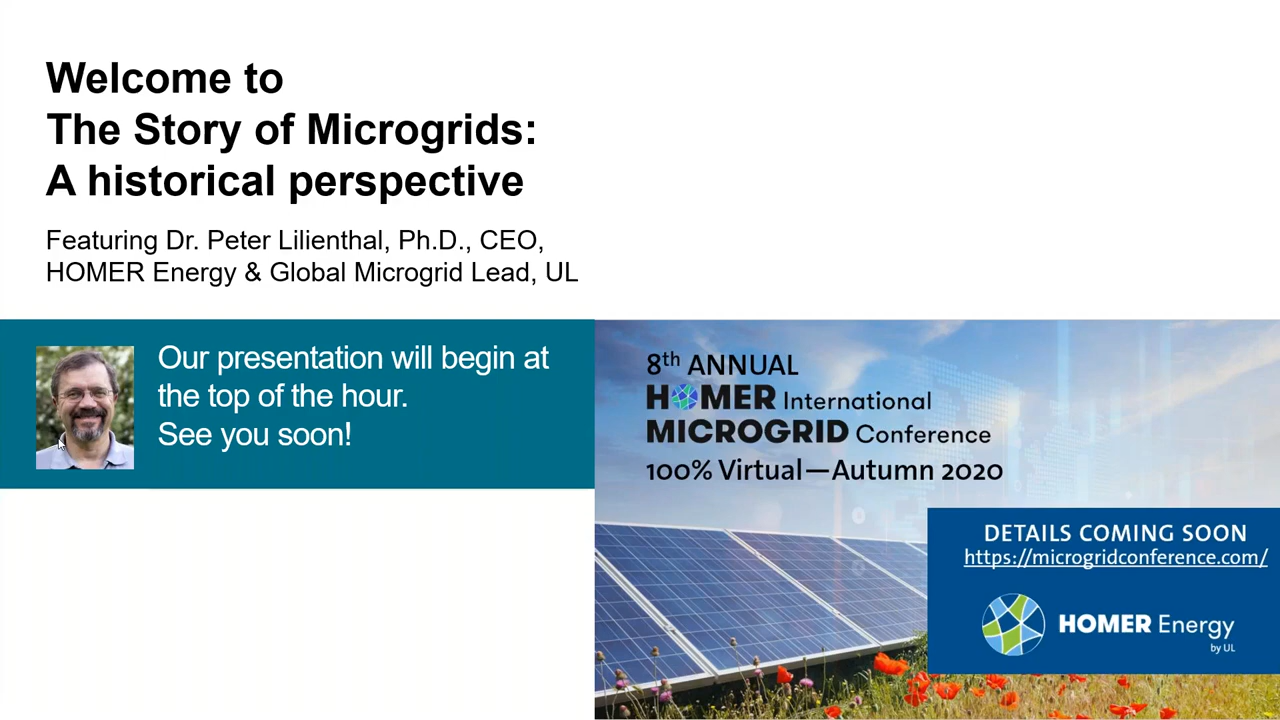 Welcome to
The Story of Microgrids:
A historical perspective
Featuring Dr. Peter Lilienthal, Ph.D., CEO,
HOMER Energy & Global Microgrid Lead, UL
Our presentation will begin at
the top of the hour.
See you soon!
8th ANNUAL
HOMER International
MICROGRID Conference
100% Virtual—Autumn 2020
DETAILS COMING SOON
https://microgridconference.com/
HOMER Energy
by UL